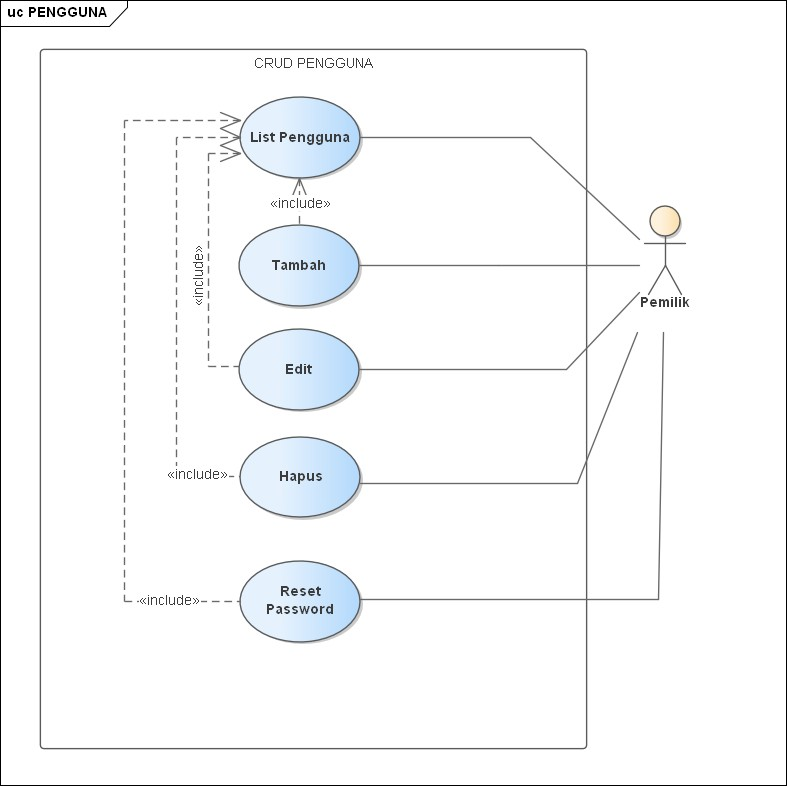 uc PENGGUNA
CRUD PENGGUNA
List Pengguna
«include»
Tambah
«include»
Pemilik
Edit
«include»
Hapus
«include»
Reset
Password